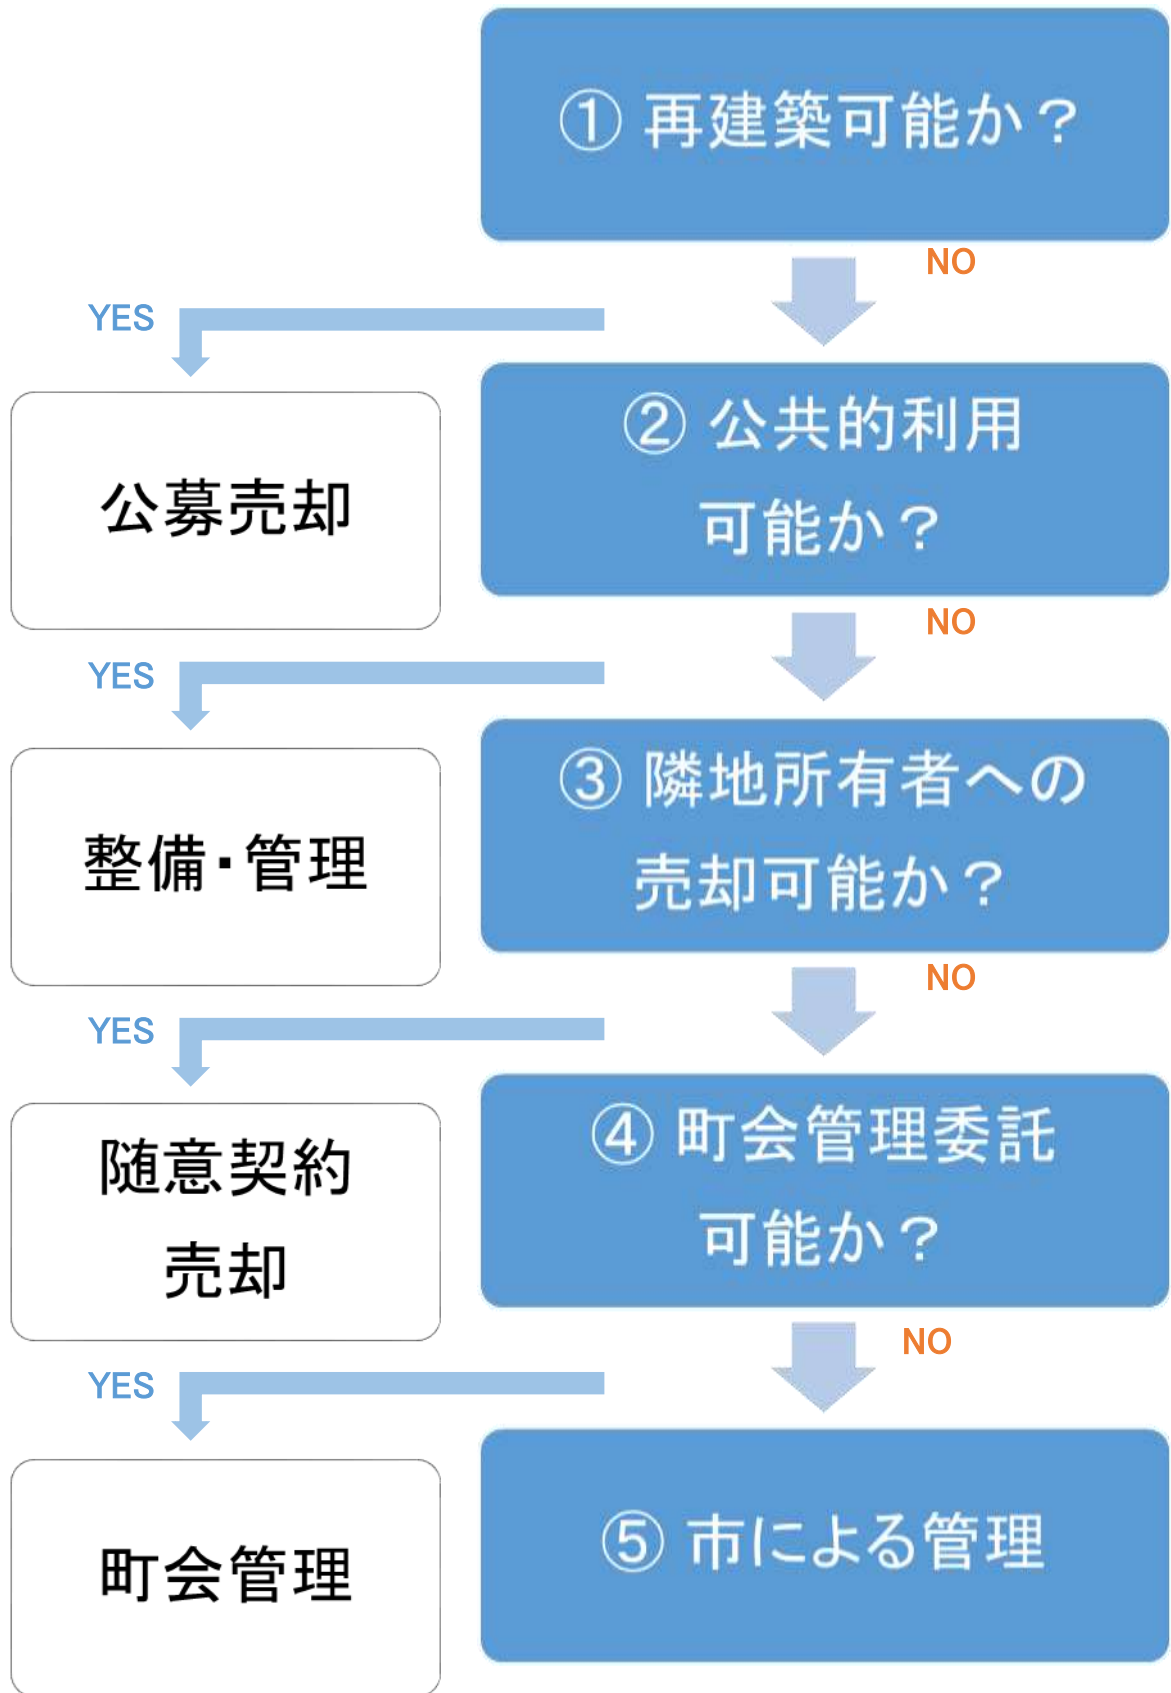 ① 再建築可能か？
NO
YES
公募売却
② 公共的利用
可能か？
NO
YES
整備・管理
③ 隣地所有者への
売却可能か？
NO
YES
随意契約
売却
④ 町会管理委託
可能か？
NO
YES
町会管理
⑤ 市による管理